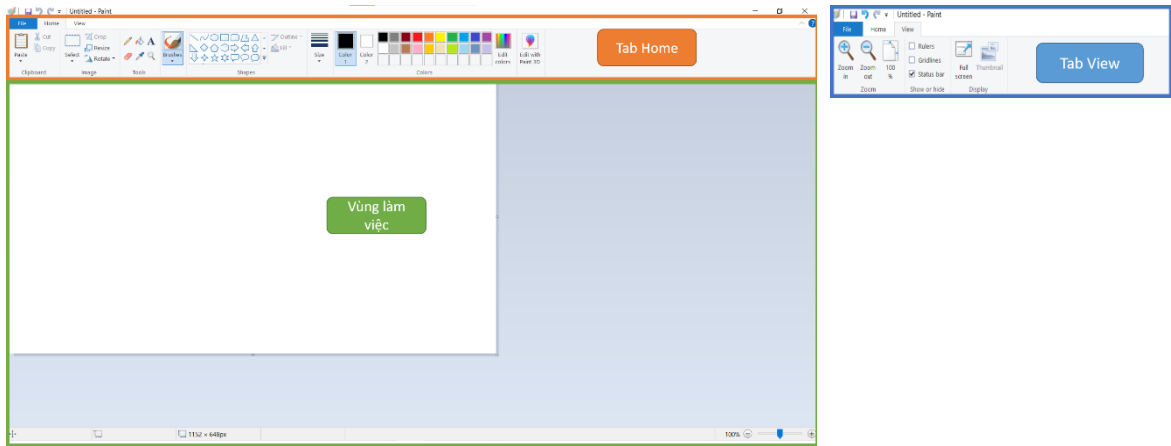 Untitled - Paint
File Home View
Paste
Cut
Copy
Clipboard
Select
Crop
Resize
Rotate
Image
A
Tools
Brushes
Outline
Fill
Shapes
Size
Color 1
Color 2
Edit colors
Edit with Paint 3D
Colors
Tab Home
Vùng làm
việc
1152 × 648px
100%
Untitled - Paint
File Home View
Zoom in
Zoom out
100 %
Zoom
Rulers
Gridlines
Status bar
Show or hide
Full screen
Thumbnail
Display
Tab View